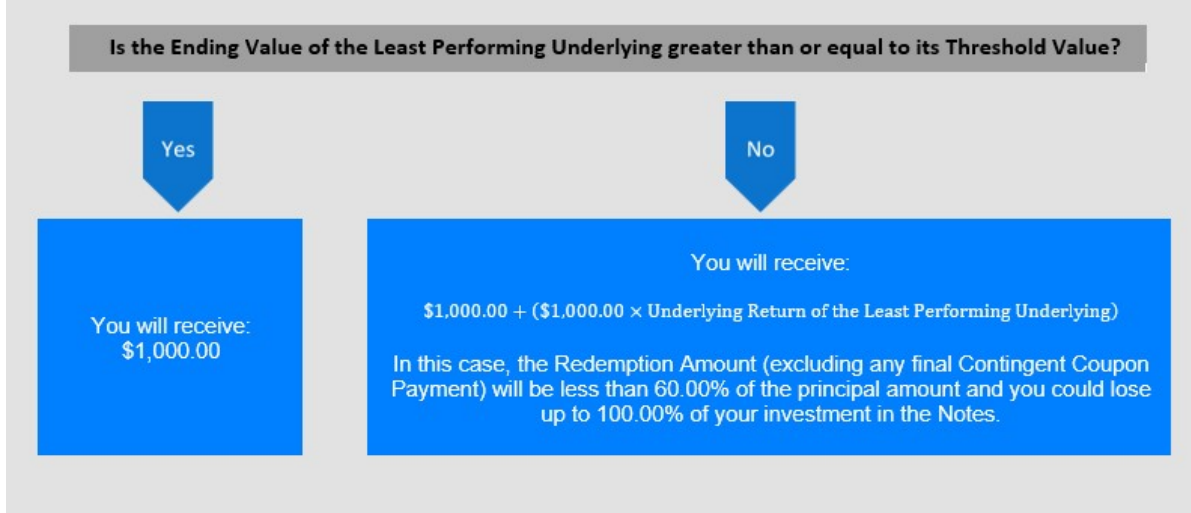 Is the Ending Value of the Least Performing Underlying greater than or equal to its Threshold Value?
Yes
No
You will receive:
$1,000.00
You will receive:
$1,000.00 + ($1,000.00 × Underlying Return of the Least Performing Underlying)
In this case, the Redemption Amount (excluding any final Contingent Coupon
Payment) will be less than 60.00% of the principal amount and you could lose
up to 100.00% of your investment in the Notes.